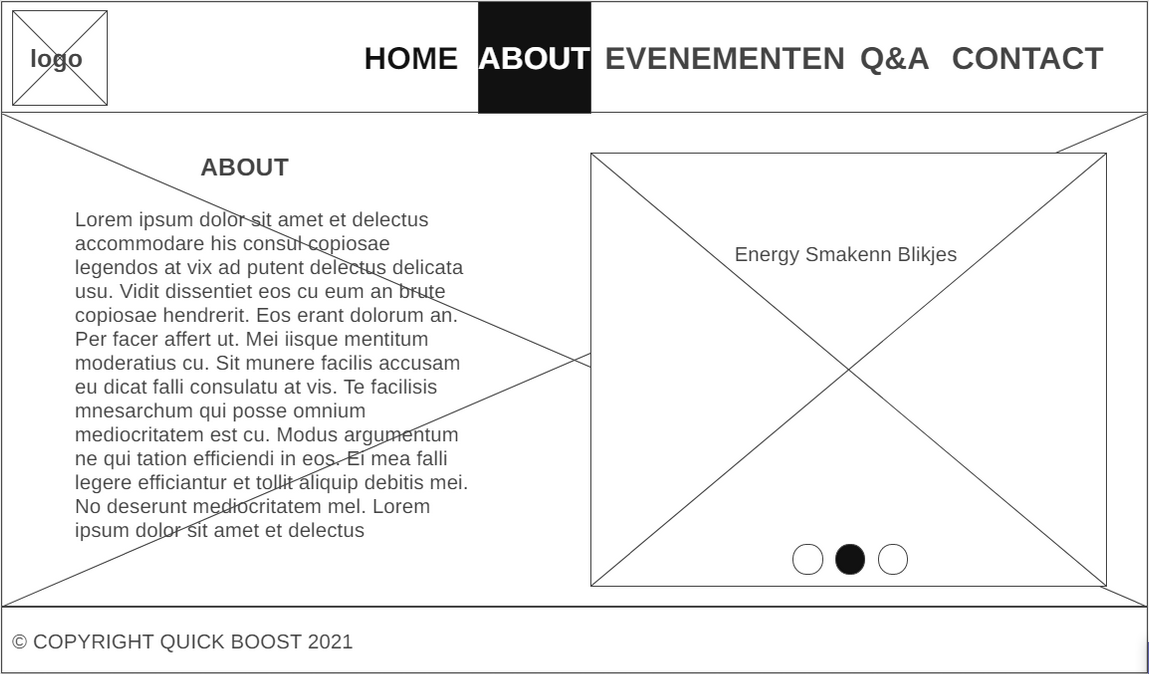 logo
HOME ABOUT EVENEMENTEN Q&A CONTACT
ABOUT
Lorem ipsum dolor sit amet et delectus
accommodare his consul copiosae
legendos at vix ad putent delectus delicata
usu. Vidit dissentiet eos cu eum an brute
copiosae hendrerit. Eos erant dolorum an.
Per facer affert ut. Mei iisque mentitum
moderatius cu. Sit munere facilis accusam
eu dicat falli consulatu at vis. Te facilisis
mnesarchum qui posse omnium
mediocritatem est cu. Modus argumentum
ne qui tation efficiendi in eos. Ei mea falli
legere efficiantur et tollit aliquip debitis mei.
No deserunt mediocritatem mel. Lorem
ipsum dolor sit amet et delectus
Energy Smakenn Blikjes
© COPYRIGHT QUICK BOOST 2021